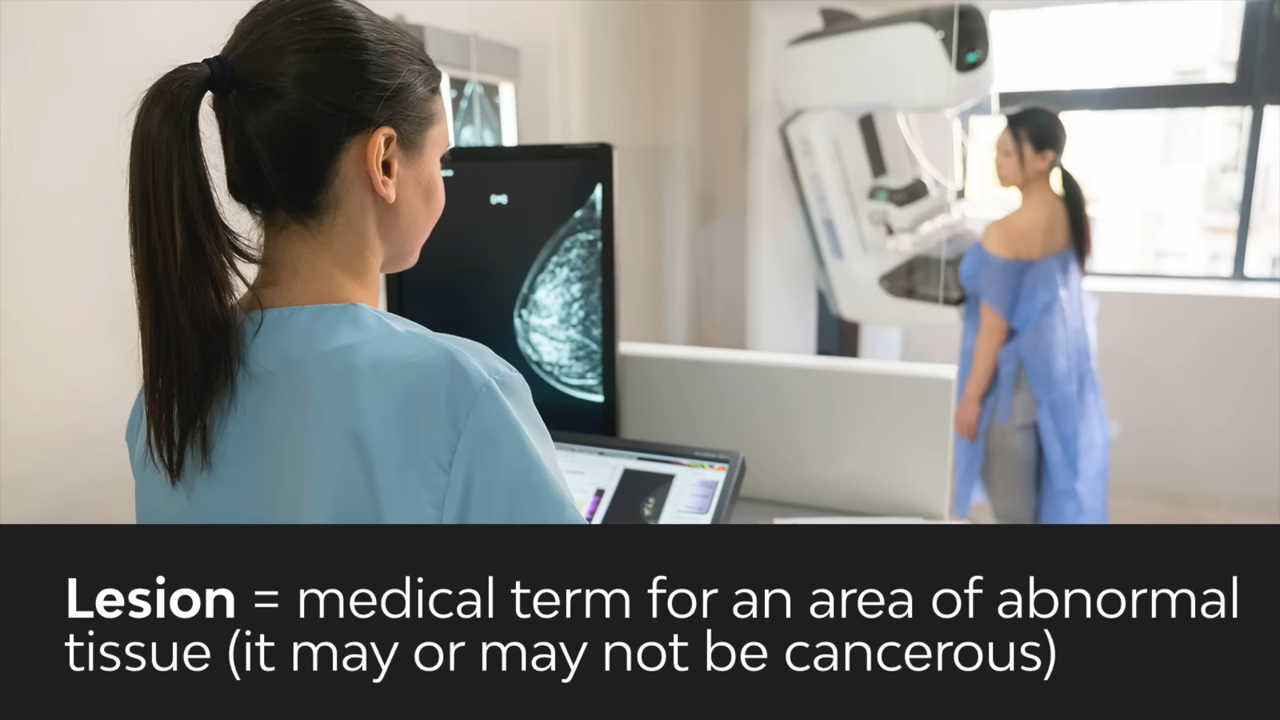 Lesion = medical term for an area of abnormal
tissue (it may or may not be cancerous)